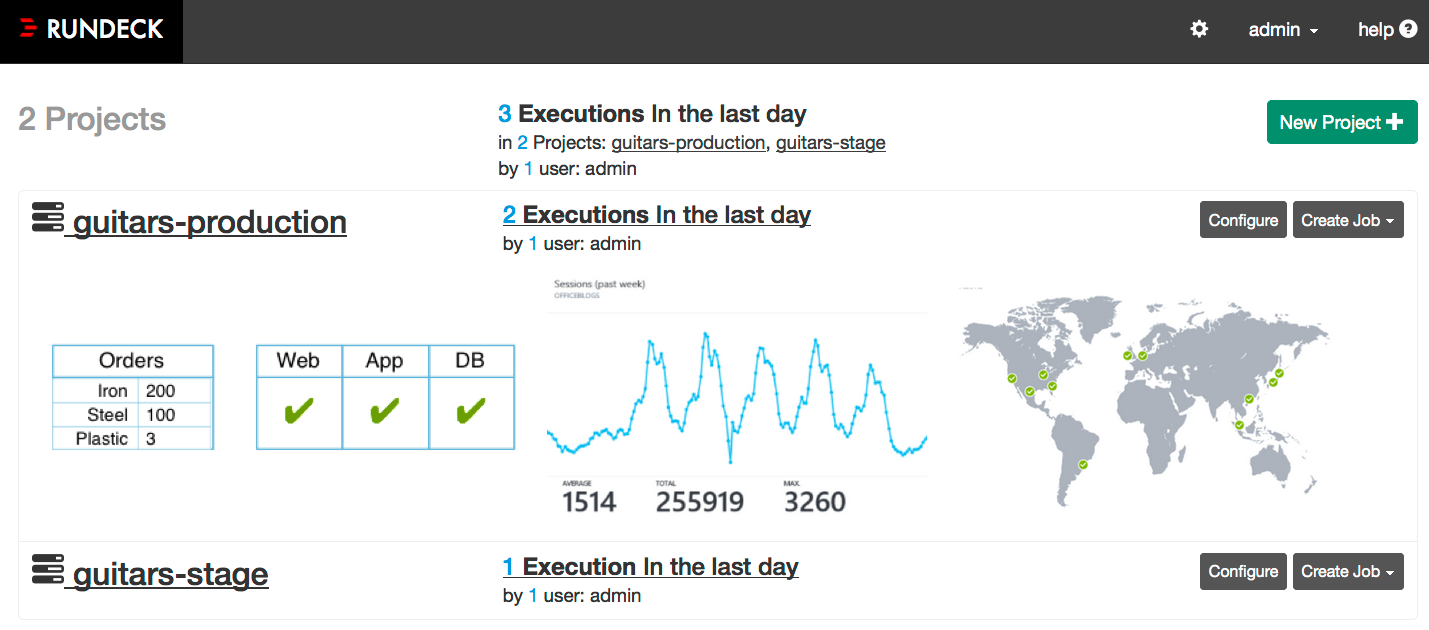 RUNDECK
admin
help
2 Projects
3 Executions In the last day
in 2 Projects: guitars-production, guitars-stage
by 1 user: admin
New Project
guitars-production
2 Executions In the last day
by 1 user: admin
Configure
Create Job
Sessions (past week)
OFFICEBLOGS
Orders
Iron 200
Steel 100
Plastic 3
Web App DB
AVERAGE TOTAL MAX
1514 255919 3260
guitars-stage
1 Execution In the last day
by 1 user: admin
Configure
Create Job